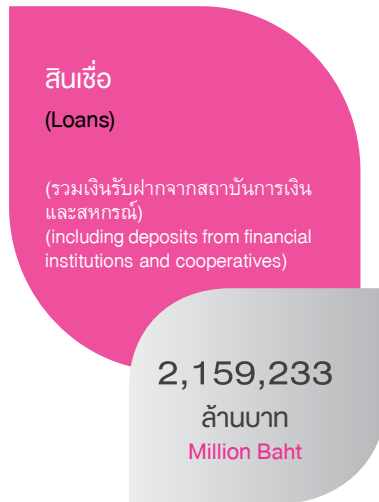 สินเชื่อ
(Loans)
(รวมเงินรับฝากจากสถาบันการเงิน
และสหกรณ์)
(including deposits from financial
institutions and cooperatives)
2,159,233
ล้านบาท
Million Baht